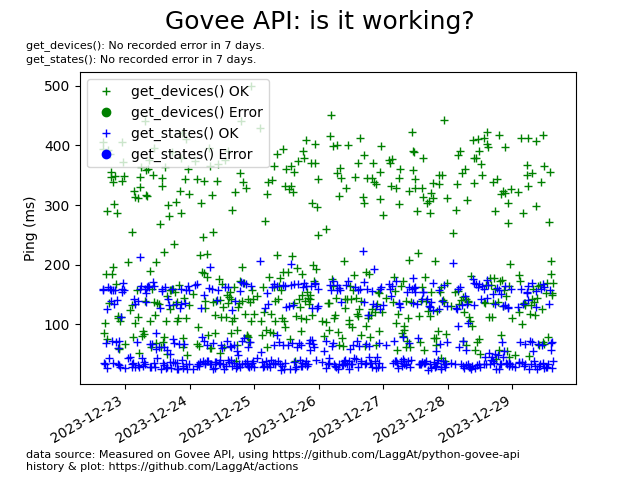 Govee API: is it working?
get_devices(): No recorded error in 7 days.
get_states(): No recorded error in 7 days.
get_devices() OK
get_devices() Error
get_states() OK
get_states() Error
Ping (ms)
500
400
300
200
100
2023-12-23
2023-12-24
2023-12-25
2023-12-26
2023-12-27
2023-12-28
2023-12-29
data source: Measured on Govee API, using https://github.com/LaggAt/python-govee-api
history & plot: https://github.com/LaggAt/actions